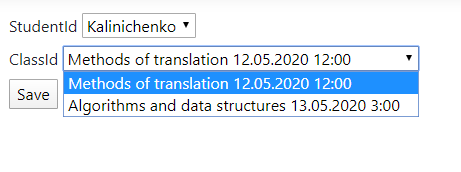 StudentId Kalinichenko
ClassId Methods of translation 12.05.2020 12:00
Methods of translation 12.05.2020 12:00
Save Algorithms and data structures 13.05.2020 3:00